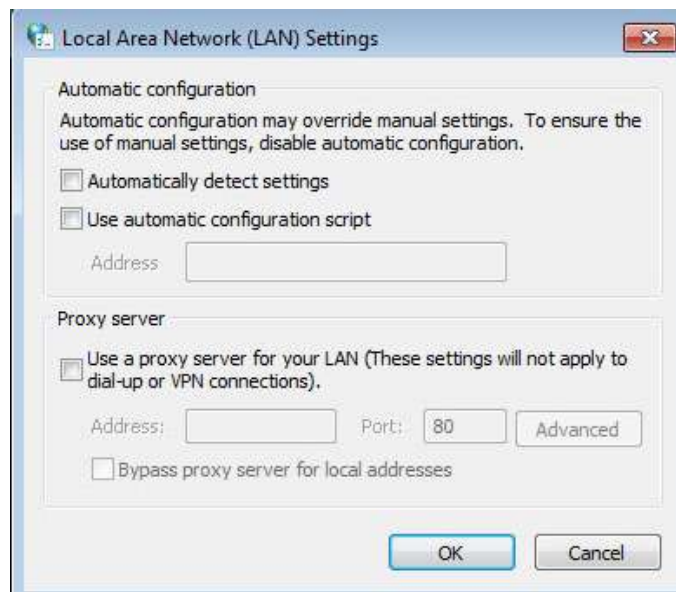 Local Area Network (LAN) Settings
Automatic configuration
Automatic configuration may override manual settings. To ensure the
use of manual settings, disable automatic configuration.
Automatically detect settings
Use automatic configuration script
Address
Proxy server
Use a proxy server for your LAN (These settings will not apply to
dial-up or VPN connections).
Address: Port: 80 Advanced
Bypass proxy server for local addresses
OK Cancel